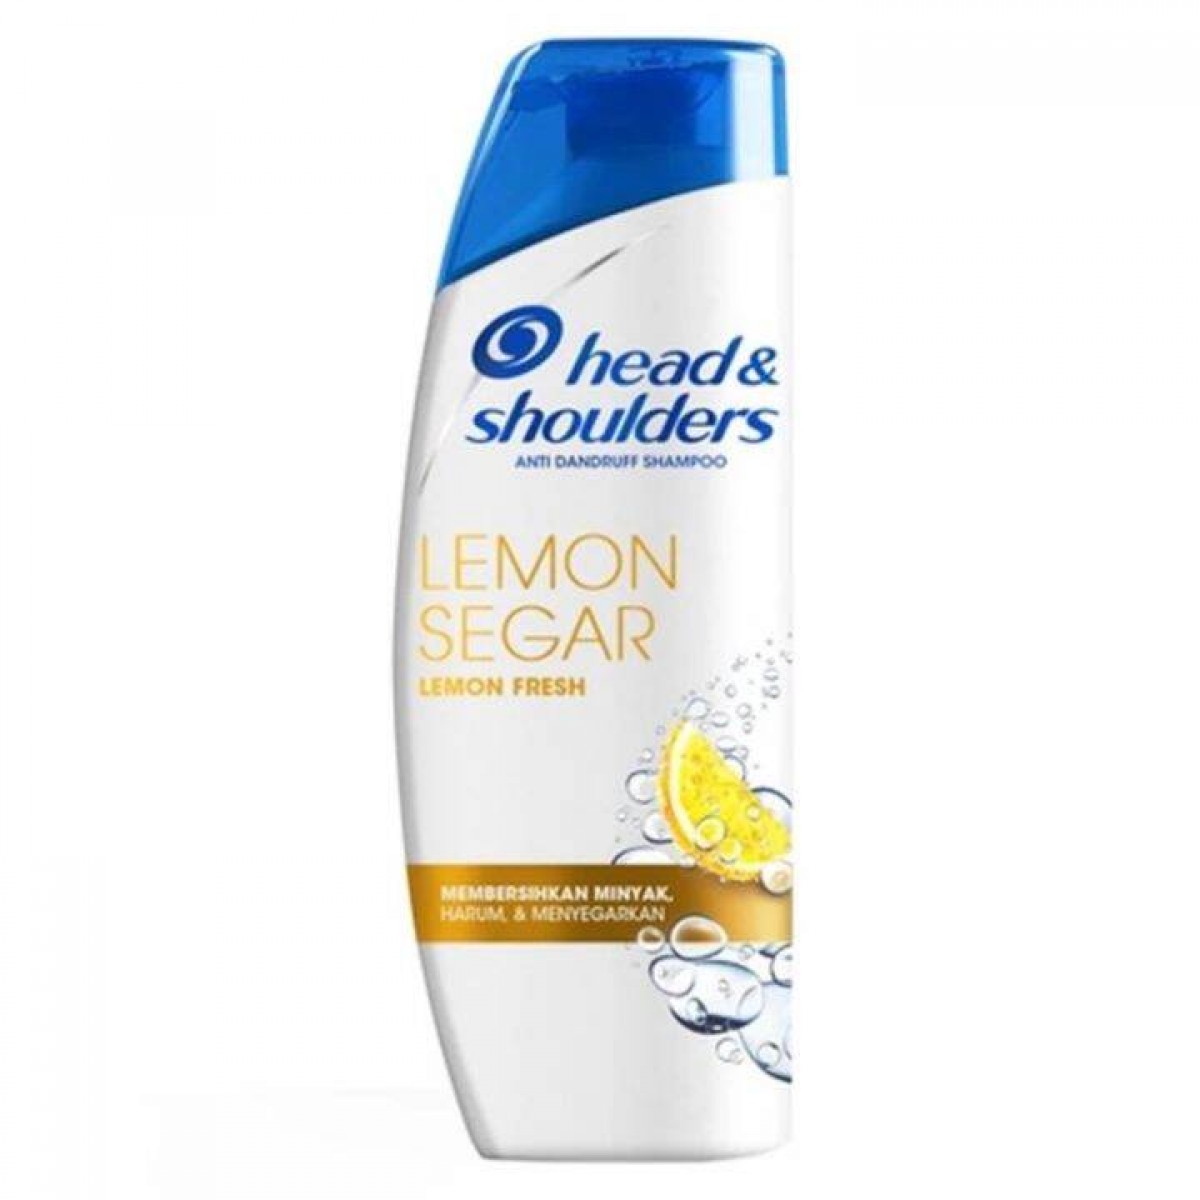 head &
shoulders
ANTI DANDRUFF SHAMPOO
LEMON
SEGAR
LEMON FRESH
MEMBERSIHKAN MINYAK,
HARUM, & MENYEGARKAN